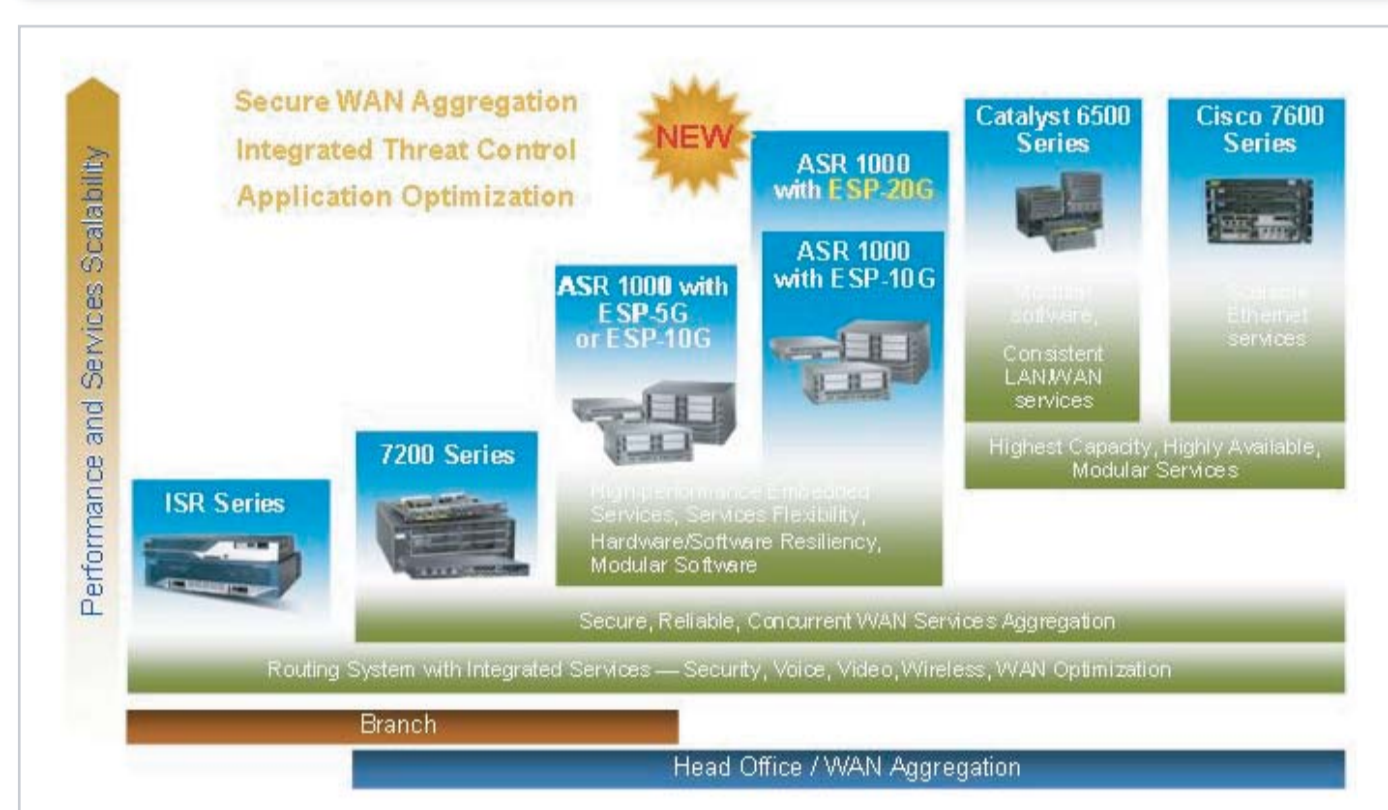 Performance and Services Scalability
Secure WAN Aggregation
Integrated Threat Control
Application Optimization
NEW
ISR Series
7200 Series
ASR 1000 with
ESP-5G
or ESP-10G
ASR 1000
with ESP-20G
ASR 1000
with ESP-10G
Catalyst 6500
Series
Modular
software,
Consistent
LAN/WAN
services
Cisco 7600
Series
Ethernet
services
Highest Capacity, Highly Available,
Modular Services
High-performance Embedded
Services, Services Flexibility,
Hardware/Software Resiliency,
Modular Software
Secure, Reliable, Concurrent WAN Services Aggregation
Routing System with Integrated Services — Security, Voice, Video, Wireless, WAN Optimization
Branch
Head Office / WAN Aggregation